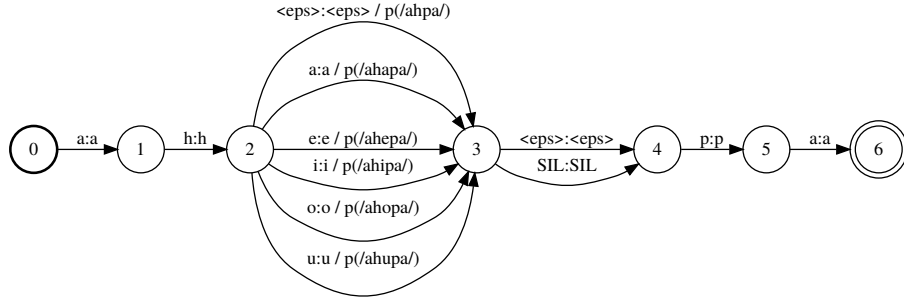 <eps>:<eps> / p(/ahpa/)
a:a / p(/ahapa/)
0 a:a 1 h:h 2 e:e / p(/ahepa/) 3 <eps>:<eps> 4 p:p 5 a:a 6
i:i / p(/ahipa/) SIL:SIL
o:o / p(/ahopa/)
u:u / p(/ahupa/)